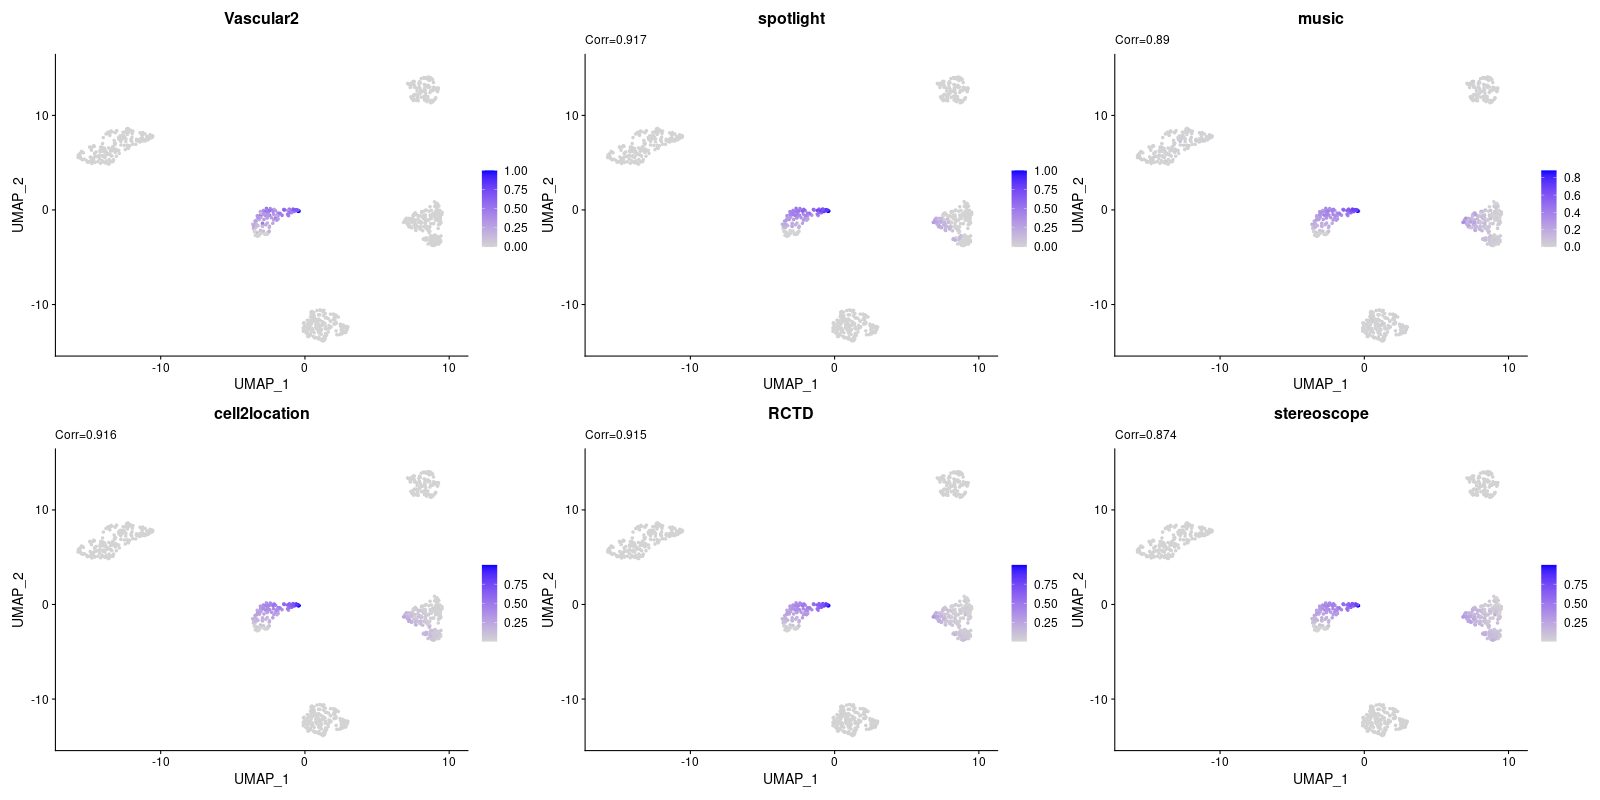 Vascular2
10
0
-10
-10
0
10
UMAP_1
UMAP_2
1.00
0.75
0.50
0.25
0.00
spotlight
Corr=0.917
10
0
-10
-10
0
10
UMAP_1
UMAP_2
1.00
0.75
0.50
0.25
0.00
music
Corr=0.89
10
0
-10
-10
0
10
UMAP_1
UMAP_2
0.8
0.6
0.4
0.2
0.0
cell2location
Corr=0.916
10
0
-10
-10
0
10
UMAP_1
UMAP_2
0.75
0.50
0.25
RCTD
Corr=0.915
10
0
-10
-10
0
10
UMAP_1
UMAP_2
0.75
0.50
0.25
stereoscope
Corr=0.874
10
0
-10
-10
0
10
UMAP_1
UMAP_2
0.75
0.50
0.25